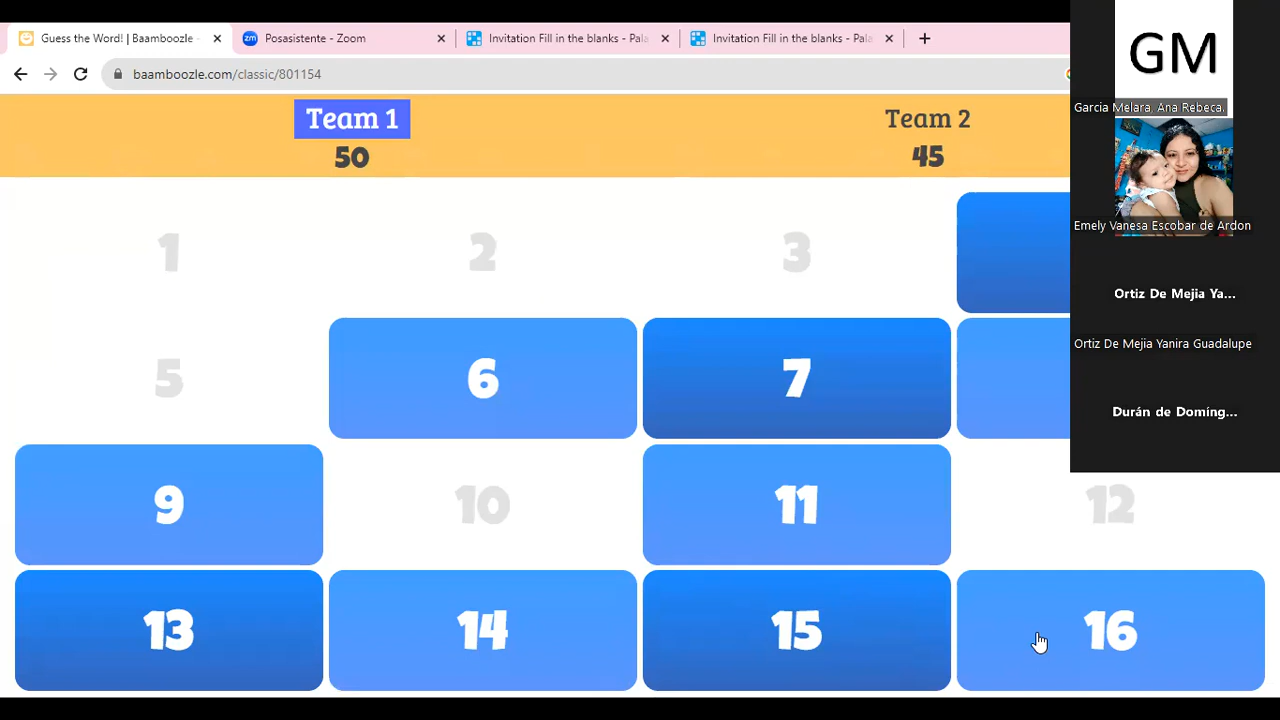 Guess the Word! | Baamboozle -
zm Posasistente - Zoom
Invitation Fill in the blanks - Pala
Invitation Fill in the blanks - Pala
baamboozle.com/classic/801154
Team 1
50
Team 2
45
GM
Garcia Melara, Ana Rebeca.
Emely Vanesa Escobar de Ardon
Ortiz De Mejia Ya...
Ortiz De Mejia Yanira Guadalupe
Durán de Domíng...
1 2 3
5 6 7
9 10 11 12
13 14 15 16